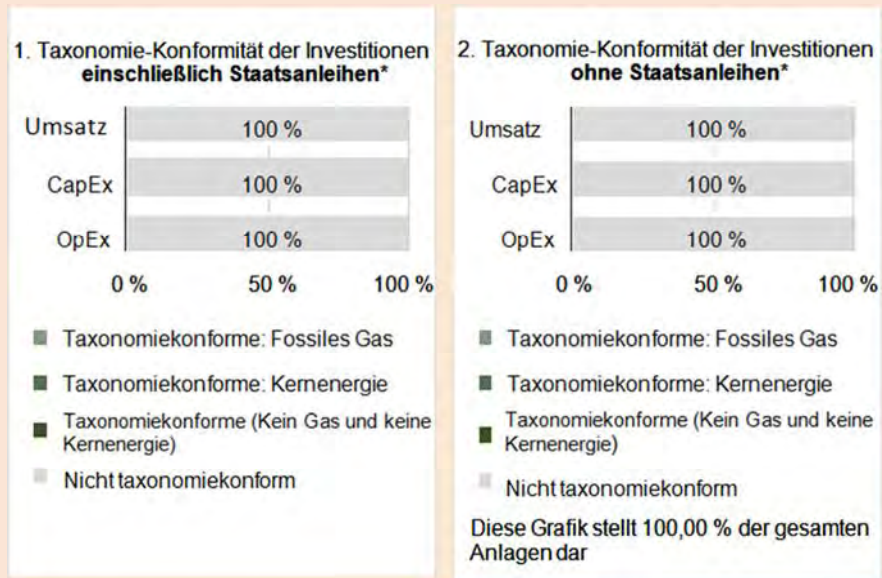 1. Taxonomie-Konformität der Investitionen
einschließlich Staatsanleihen*
Umsatz 100 %
CapEx 100 %
OpEx 100 %
0 % 50 % 100 %
Taxonomiekonforme: Fossiles Gas
Taxonomiekonforme: Kernenergie
Taxonomiekonforme (Kein Gas und keine
Kernenergie)
Nicht taxonomiekonform
2. Taxonomie-Konformität der Investitionen
ohne Staatsanleihen*
Umsatz 100 %
CapEx 100 %
OpEx 100 %
0 % 50 % 100 %
Taxonomiekonforme: Fossiles Gas
Taxonomiekonforme: Kernenergie
Taxonomiekonforme (Kein Gas und keine
Kernenergie)
Nicht taxonomiekonform
Diese Grafik stellt 100,00 % der gesamten
Anlagen dar